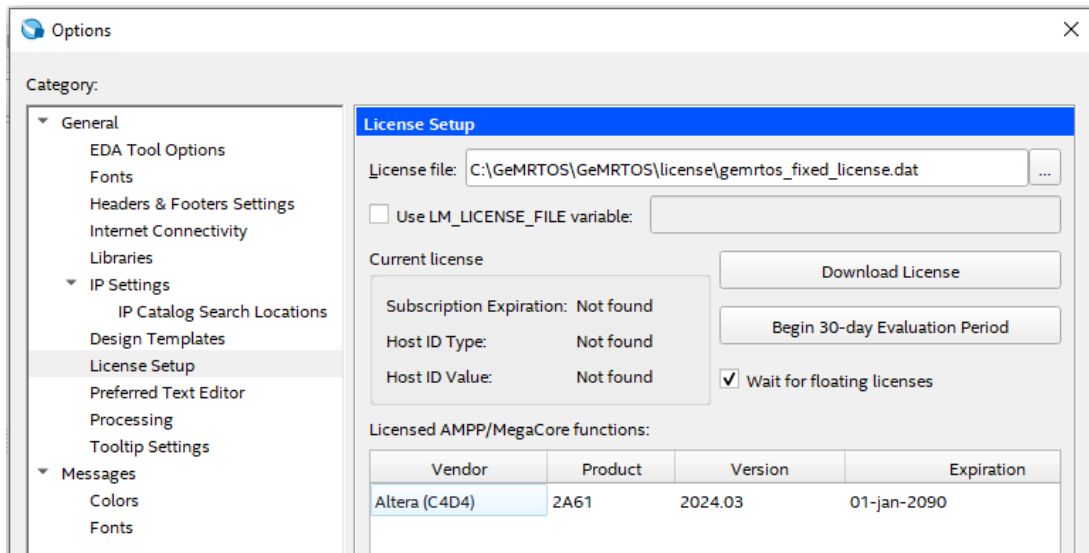 Options
Category:
General
EDA Tool Options
Fonts
Headers & Footers Settings
Internet Connectivity
Libraries
IP Settings
IP Catalog Search Locations
Design Templates
License Setup
Preferred Text Editor
Processing
Tooltip Settings
Messages
Colors
Fonts
License Setup
License file: C:\GeMRTOS\GeMRTOS\license\gemrtos_fixed_license.dat ...
Use LM_LICENSE_FILE variable:
Current license
Subscription Expiration: Not found
Host ID Type: Not found
Host ID Value: Not found
Download License
Begin 30-day Evaluation Period
Wait for floating licenses
Licensed AMPP/MegaCore functions:
Vendor Product Version Expiration
Altera (C4D4) 2A61 2024.03 01-jan-2090